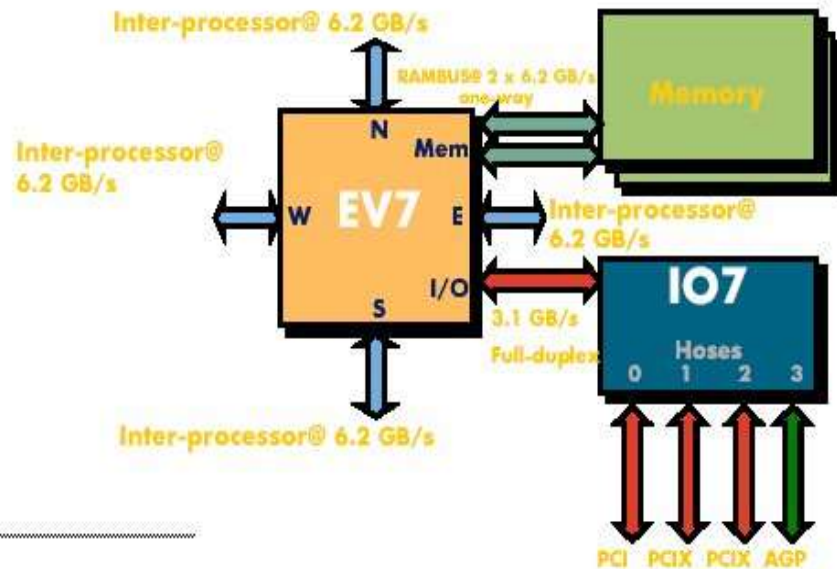 Inter-processor@ 6.2 GB/s
RAMBUS@ 2 x 6.2 GB/s
one-way
Memory
N
Mem
Inter-processor@
6.2 GB/s
W
EV7
E
Inter-processor@
6.2 GB/s
I/O
S
3.1 GB/s
Full-duplex
IO7
Hoses
0 1 2 3
Inter-processor@ 6.2 GB/s
PCI PCIX PCIX AGP